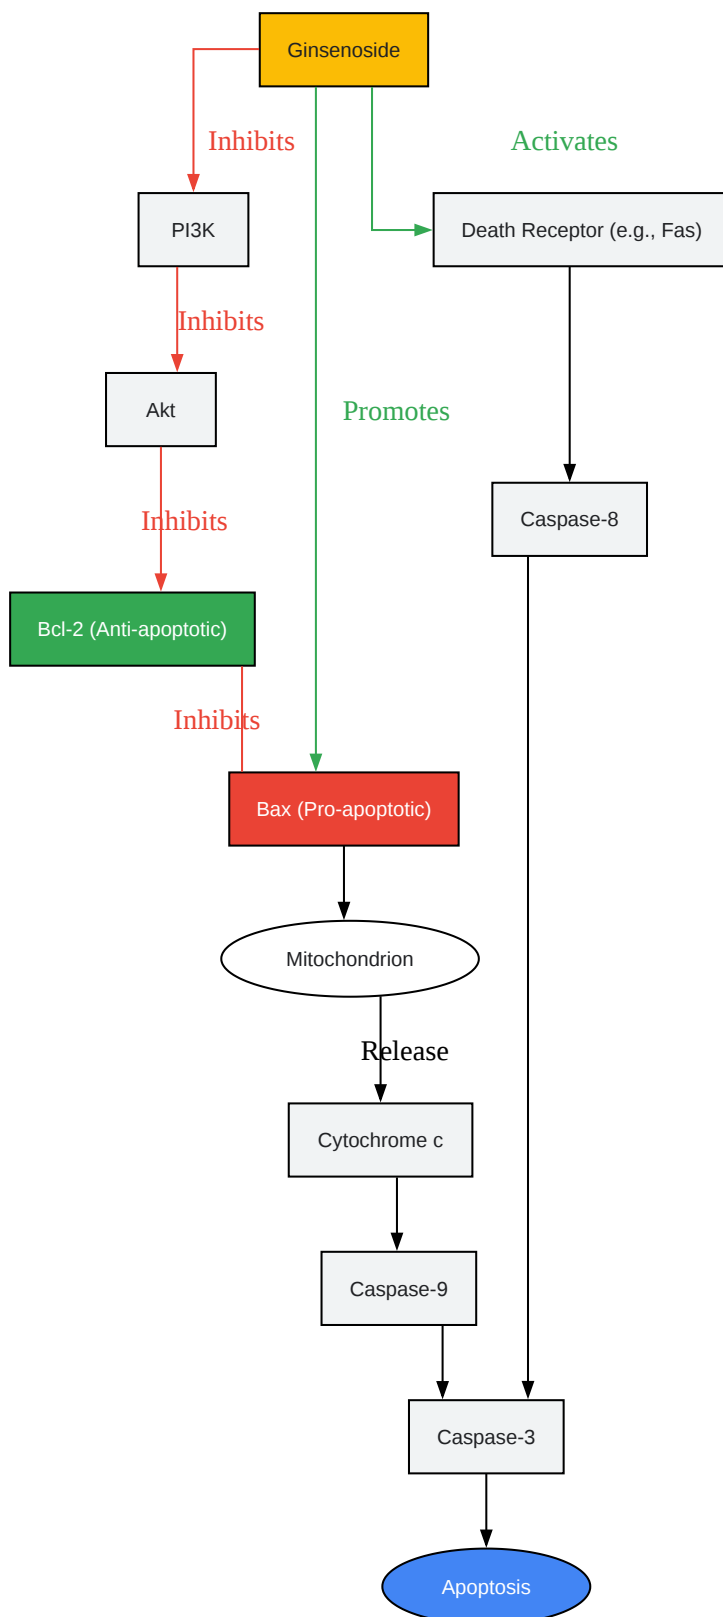 Ginsenoside
Inhibits
Activates
PI3K
Death Receptor (e.g., Fas)
Inhibits
Akt
Promotes
Inhibits
Caspase-8
Bcl-2 (Anti-apoptotic)
Inhibits
Bax (Pro-apoptotic)
Mitochondrion
Release
Cytochrome c
Caspase-9
Caspase-3
Apoptosis